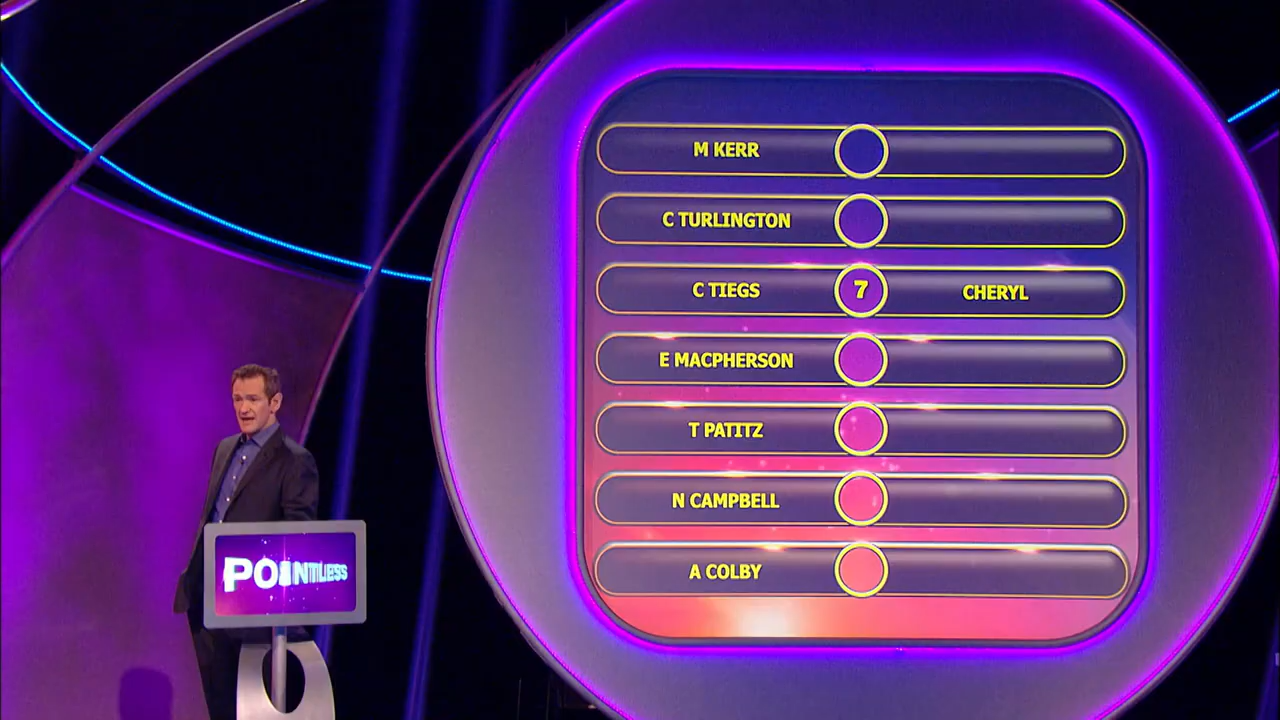 M KERR
C TURLINGTON
C TIEGS 7 CHERYL
E MACPHERSON
T PATITZ
N CAMPBELL
A COLBY
POINTLESS